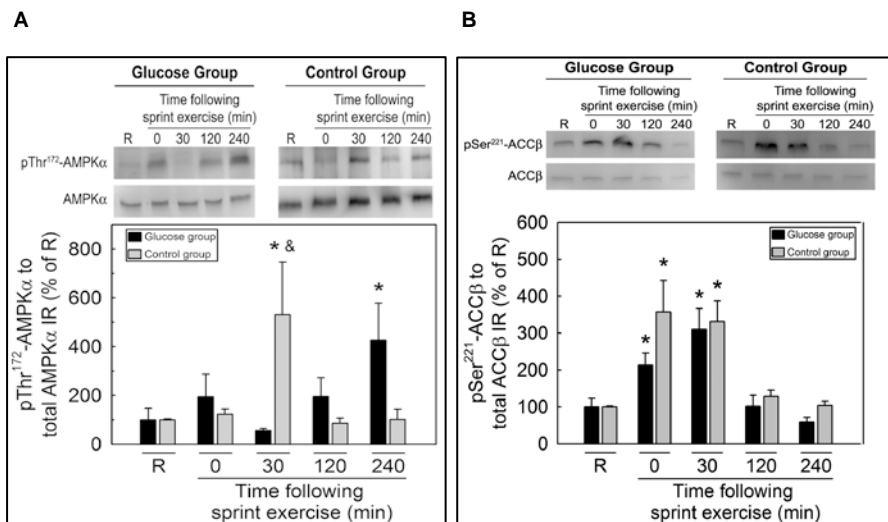 A
Glucose Group Control Group
Time following Time following
sprint exercise (min) sprint exercise (min)
R 0 30 120 240 R 0 30 120 240
pThr¹⁷²-AMPKα
AMPKα
pThr¹⁷²-AMPKα to
total AMPKα IR (% of R)
800
600
400
200
0
Glucose group
Control group
* &
*
R 0 30 120 240
Time following
sprint exercise (min)
B
Glucose Group Control Group
Time following Time following
sprint exercise (min) sprint exercise (min)
R 0 30 120 240 R 0 30 120 240
pSer²²¹-ACCβ
ACCβ
pSer²²¹-ACCβ to
total ACCβ IR (% of R)
500
400
300
200
100
0
Glucose group
Control group
* * * *
R 0 30 120 240
Time following
sprint exercise (min)